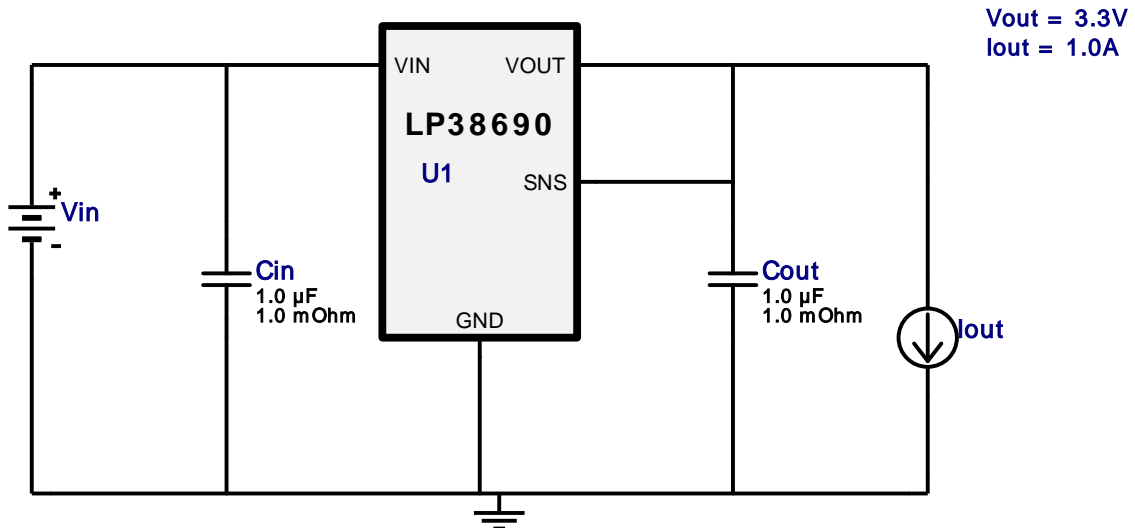 Vout = 3.3V
Iout = 1.0A
VIN
VOUT
LP38690
U1
SNS
+
Vin
-
Cin
1.0 µF
1.0 mOhm
Cout
1.0 µF
1.0 mOhm
GND
Iout